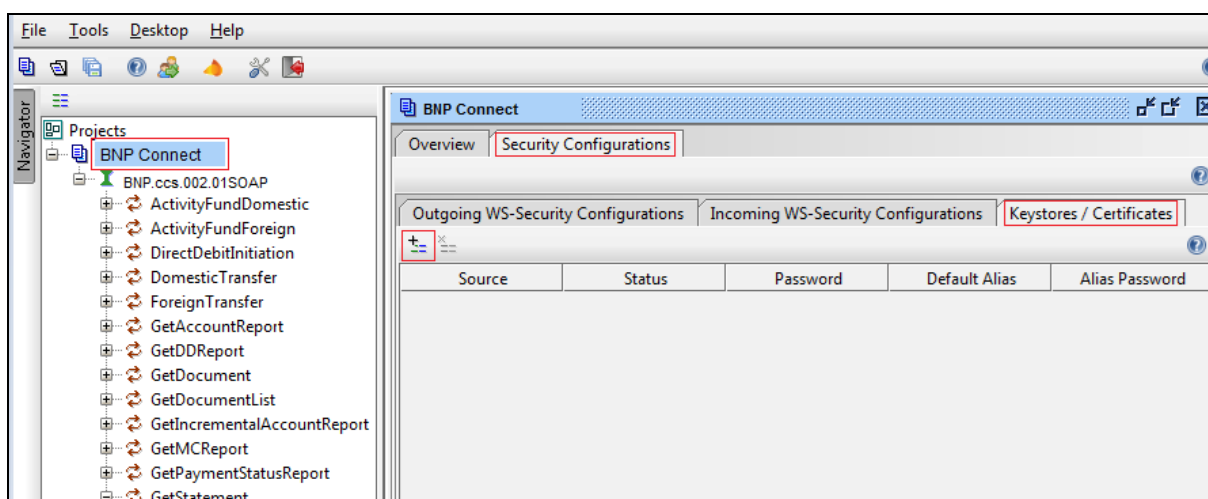 File Tools Desktop Help
Navigator
Projects
BNP Connect
BNP.ccs.002.01SOAP
ActivityFundDomestic
ActivityFundForeign
DirectDebitInitiation
DomesticTransfer
ForeignTransfer
GetAccountReport
GetDDReport
GetDocument
GetDocumentList
GetIncrementalAccountReport
GetMCReport
GetPaymentStatusReport
GetStatement
BNP Connect
Overview Security Configurations
Outgoing WS-Security Configurations Incoming WS-Security Configurations Keystores / Certificates
Source Status Password Default Alias Alias Password